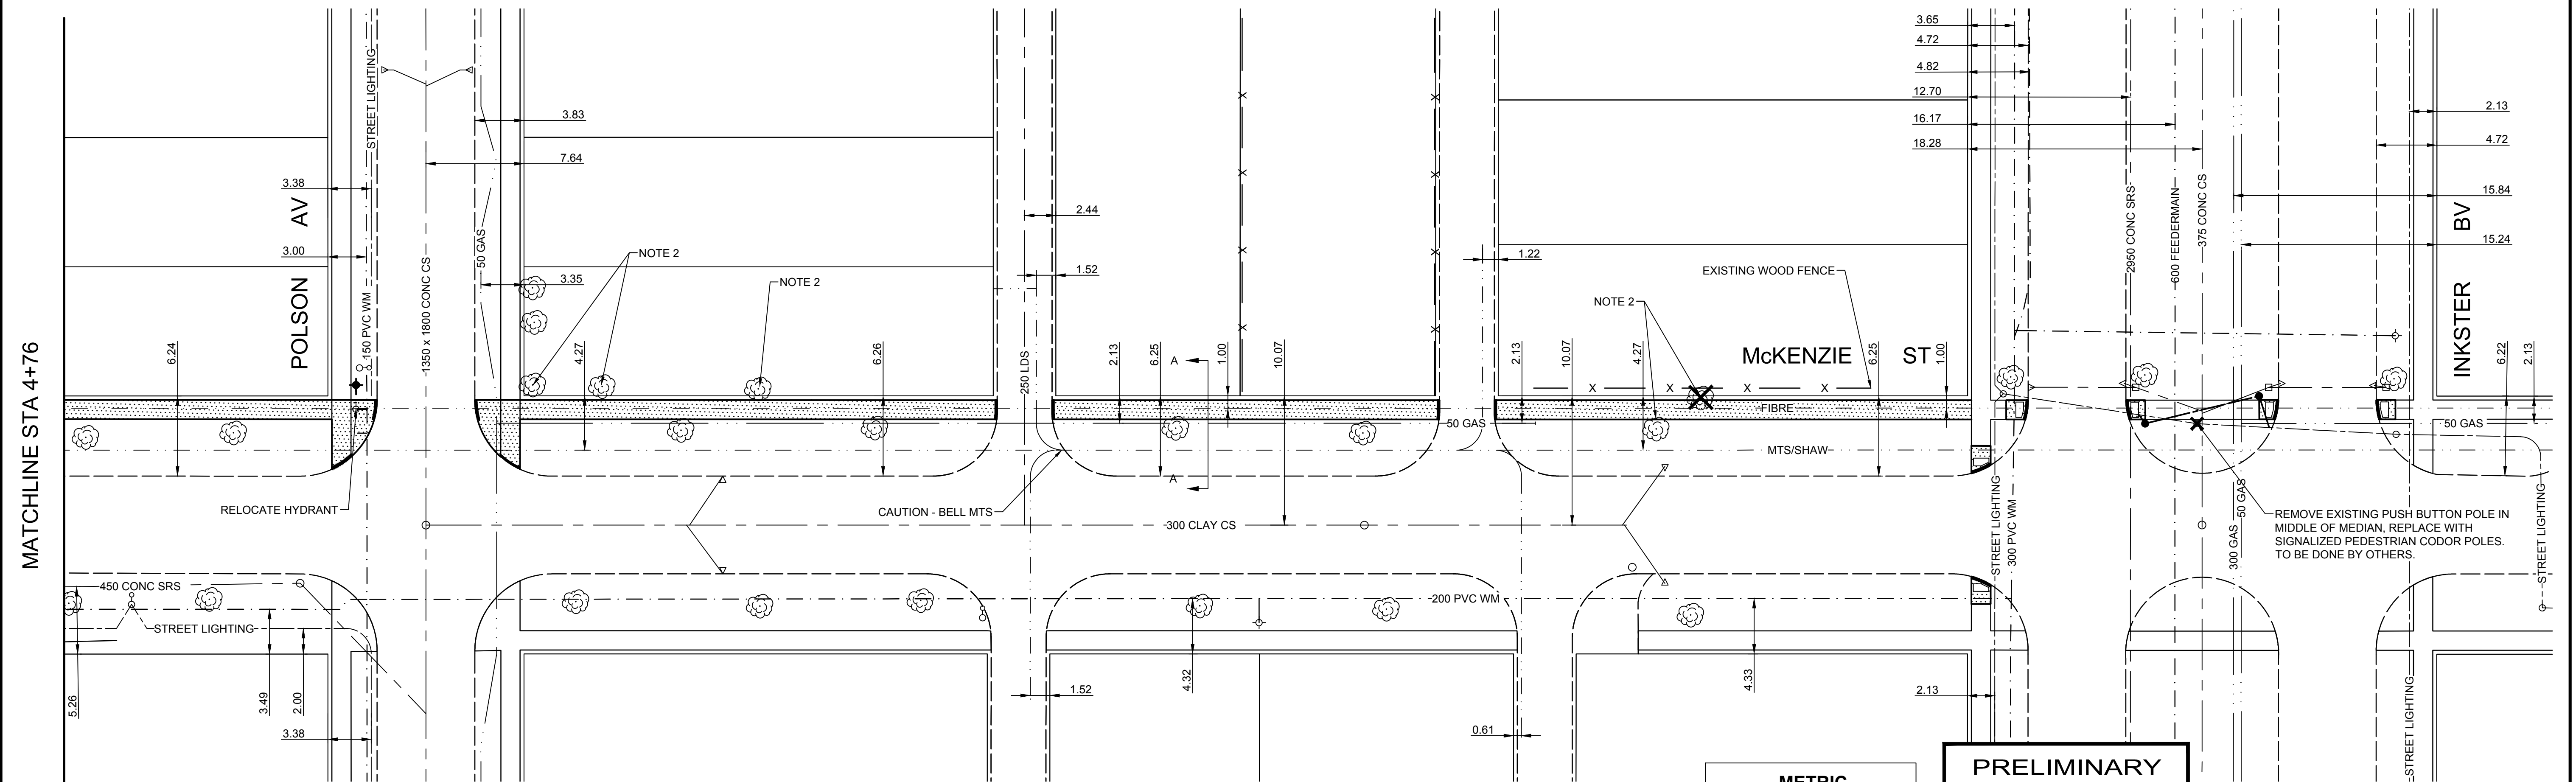 MATCHLINE STA 4+76
POLSON AV
STREET LIGHTING
150 PVC WM
1350 x 1800 CONC CS
50 GAS
3.38
3.00
6.24
3.83
7.64
3.35
4.27
NOTE 2
NOTE 2
6.26
2.44
1.52
250 LDS
2.13
6.25
A
A
1.00
10.07
1.22
2.13
10.07
4.27
NOTE 2
EXISTING WOOD FENCE
X
X
X
X
McKENZIE ST
6.25
1.00
FIBRE
50 GAS
MTS/SHAW
3.65
4.72
4.82
12.70
16.17
18.28
2950 CONC SRS
600 FEEDERMAIN
375 CONC CS
2.13
4.72
15.84
15.24
INKSTER BV
6.22
2.13
50 GAS
RELOCATE HYDRANT
CAUTION - BELL MTS
300 CLAY CS
STREET LIGHTING
300 PVC WM
300 GAS
50 GAS
REMOVE EXISTING PUSH BUTTON POLE IN
MIDDLE OF MEDIAN, REPLACE WITH
SIGNALIZED PEDESTRIAN CODOR POLES.
TO BE DONE BY OTHERS.
STREET LIGHTING
450 CONC SRS
STREET LIGHTING
200 PVC WM
5.26
3.49
2.00
3.38
1.52
4.32
0.61
4.33
2.13
STREET LIGHTING
METRIC
PRELIMINARY